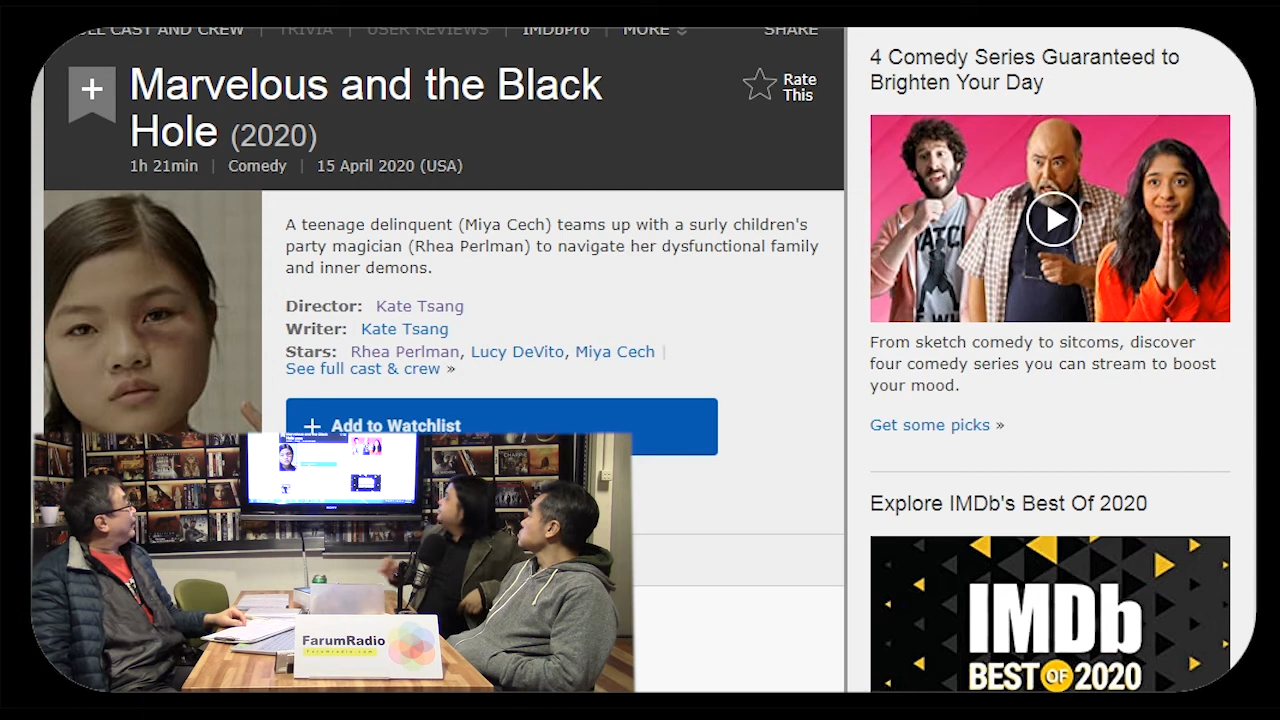 CAST AND CREW | TRIVIA | USER REVIEWS | IMDbPro | MORE SHARE
+ Marvelous and the Black
Hole (2020)
Rate
This
1h 21min | Comedy | 15 April 2020 (USA)
A teenage delinquent (Miya Cech) teams up with a surly children's
party magician (Rhea Perlman) to navigate her dysfunctional family
and inner demons.
Director: Kate Tsang
Writer: Kate Tsang
Stars: Rhea Perlman, Lucy DeVito, Miya Cech |
See full cast & crew »
+ Add to Watchlist
4 Comedy Series Guaranteed to
Brighten Your Day
From sketch comedy to sitcoms, discover
four comedy series you can stream to boost
your mood.
Get some picks »
Explore IMDb's Best Of 2020
IMDb
BEST OF 2020
FarumRadio
Farumradio.com